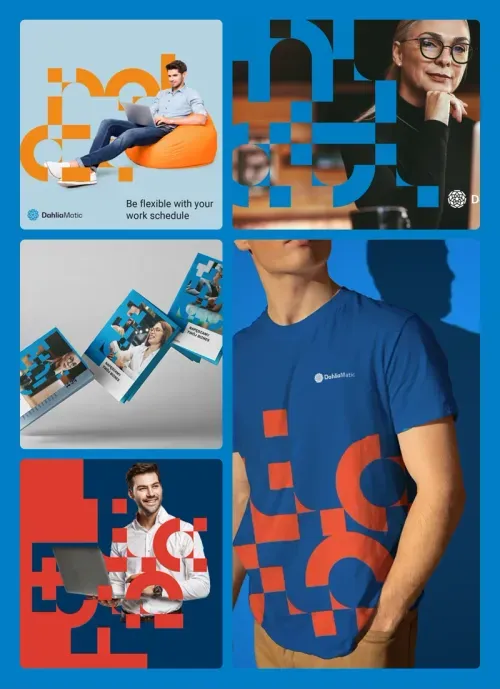 Be flexible with your
work schedule
DahliaMatic
D
DahliaMatic